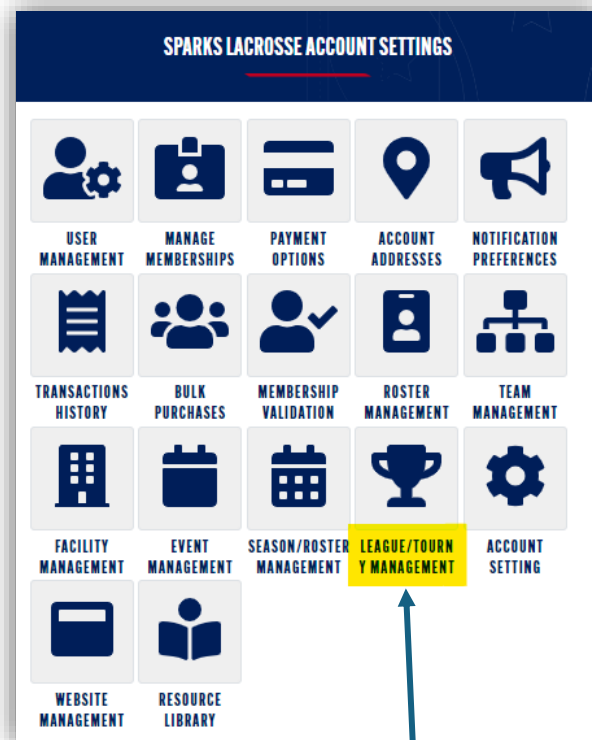 SPARKS LACROSSE ACCOUNT SETTINGS
USER
MANAGEMENT
MANAGE
MEMBERSHIPS
PAYMENT
OPTIONS
ACCOUNT
ADDRESSES
NOTIFICATION
PREFERENCES
TRANSACTIONS
HISTORY
BULK
PURCHASES
MEMBERSHIP
VALIDATION
ROSTER
MANAGEMENT
TEAM
MANAGEMENT
FACILITY
MANAGEMENT
EVENT
MANAGEMENT
SEASON/ROSTER
MANAGEMENT
LEAGUE/TOURN
Y MANAGEMENT
ACCOUNT
SETTING
WEBSITE
MANAGEMENT
RESOURCE
LIBRARY